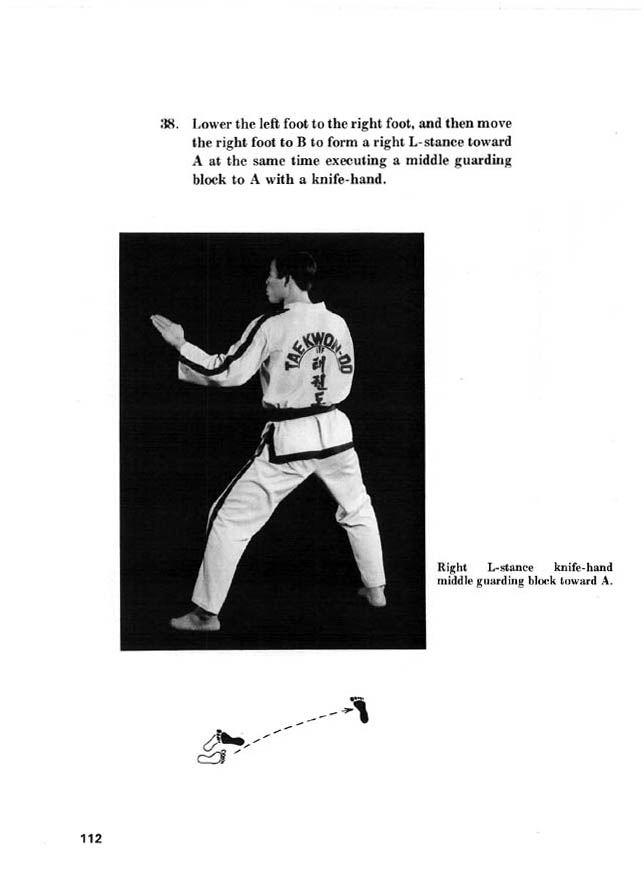 38. Lower the left foot to the right foot, and then move
the right foot to B to form a right L-stance toward
A at the same time executing a middle guarding
block to A with a knife-hand.
TAEKWON-DO
태
권
도
Right L-stance knife-hand
middle guarding block toward A.
112